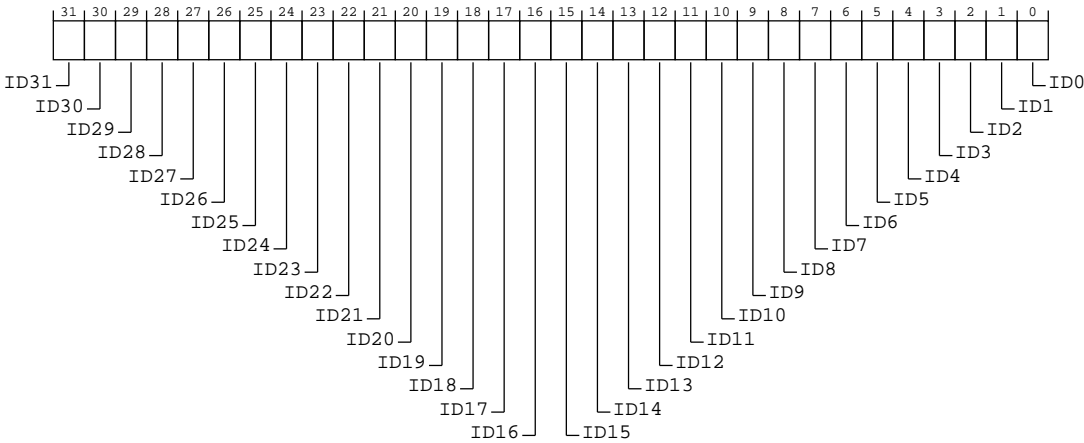 31 30 29 28 27 26 25 24 23 22 21 20 19 18 17 16 15 14 13 12 11 10 9 8 7 6 5 4 3 2 1 0
ID31 ID0
ID30 ID1
ID29 ID2
ID28 ID3
ID27 ID4
ID26 ID5
ID25 ID6
ID24 ID7
ID23 ID8
ID22 ID9
ID21 ID10
ID20 ID11
ID19 ID12
ID18 ID13
ID17 ID14
ID16 ID15